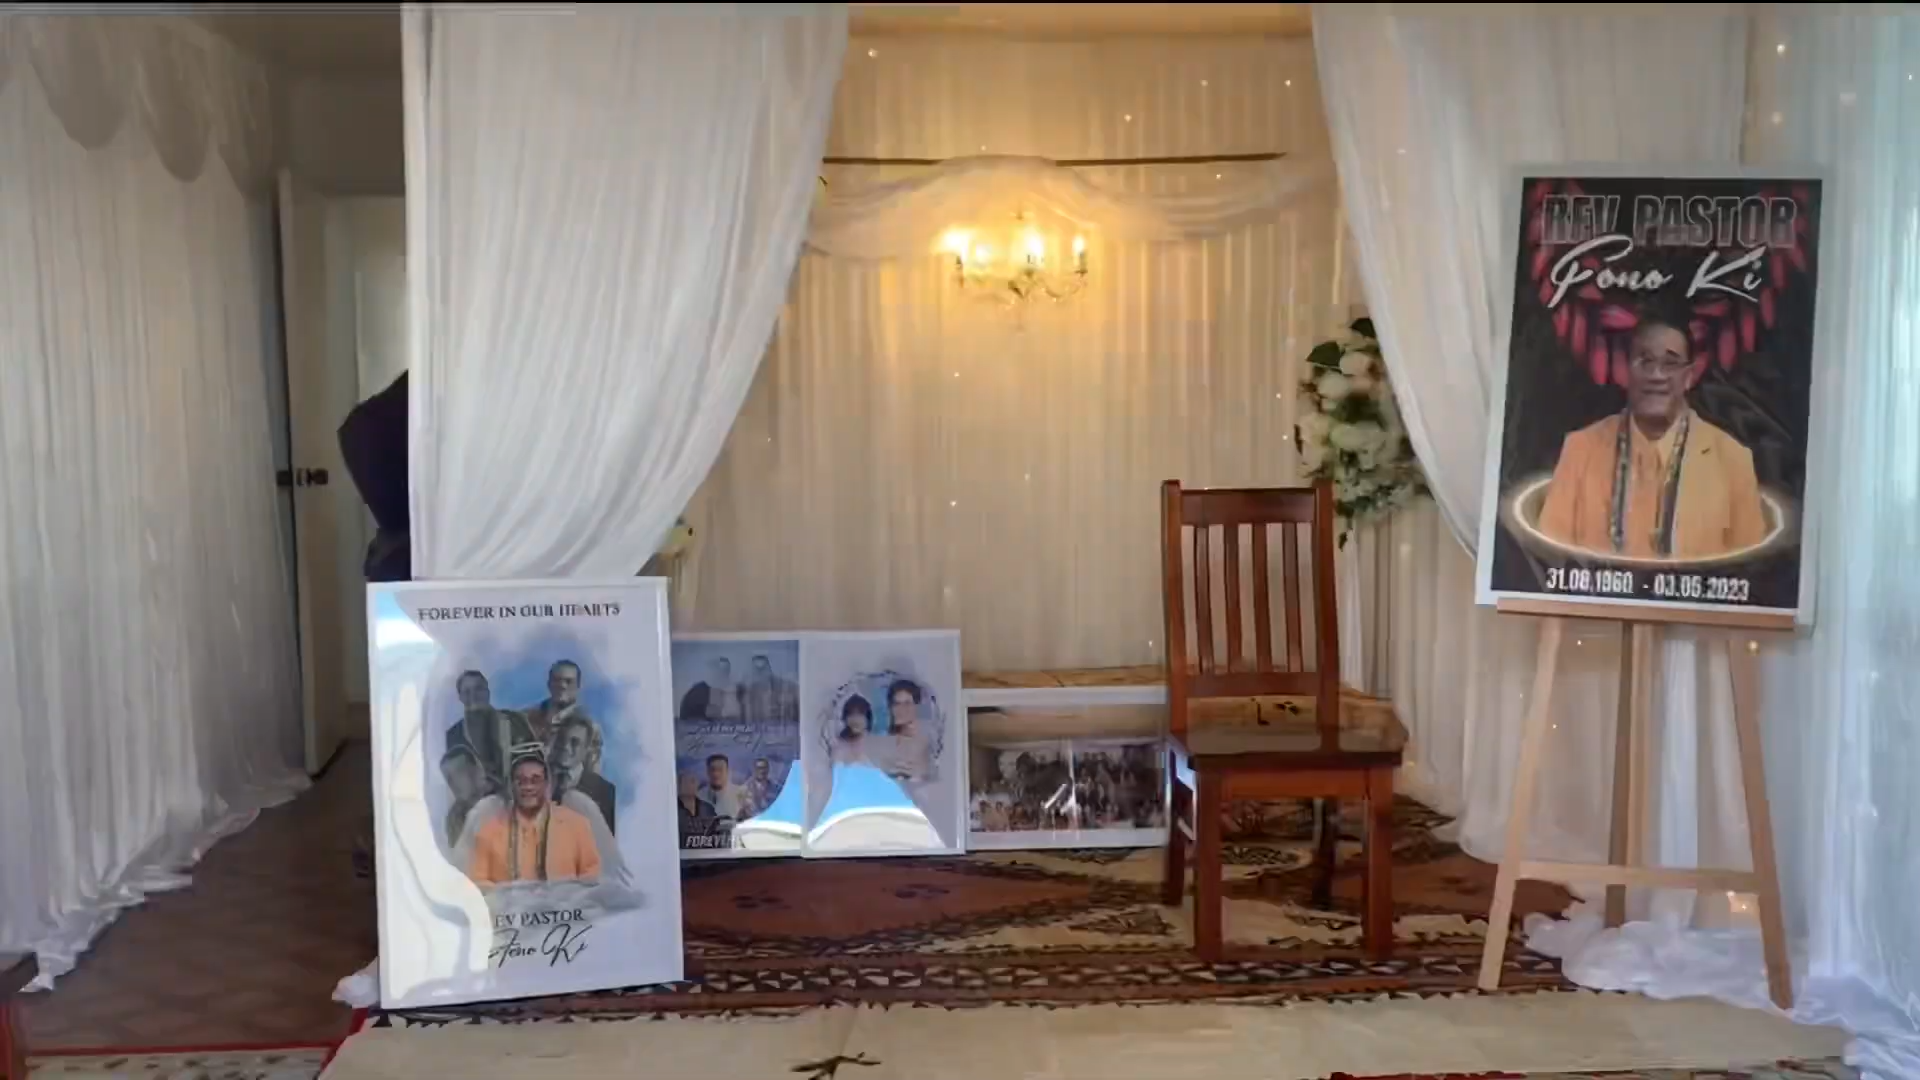 REV PASTOR
Fono Ki
31.08.1960 - 03.05.2023
FOREVER IN OUR HEARTS
REV PASTOR
Fono Ki
FOREVER